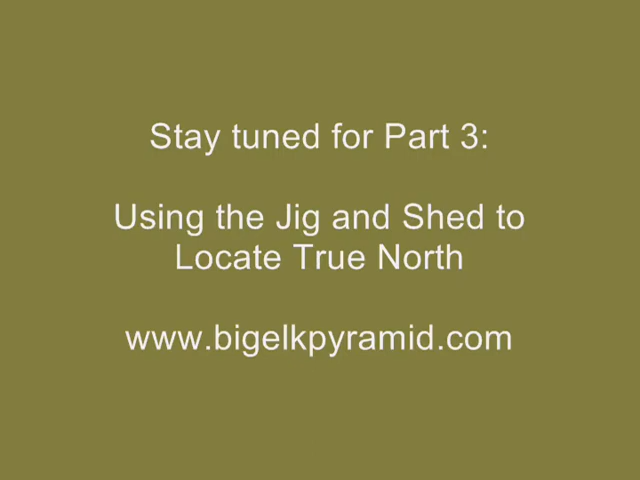 Stay tuned for Part 3:
Using the Jig and Shed to
Locate True North
www.bigelkpyramid.com